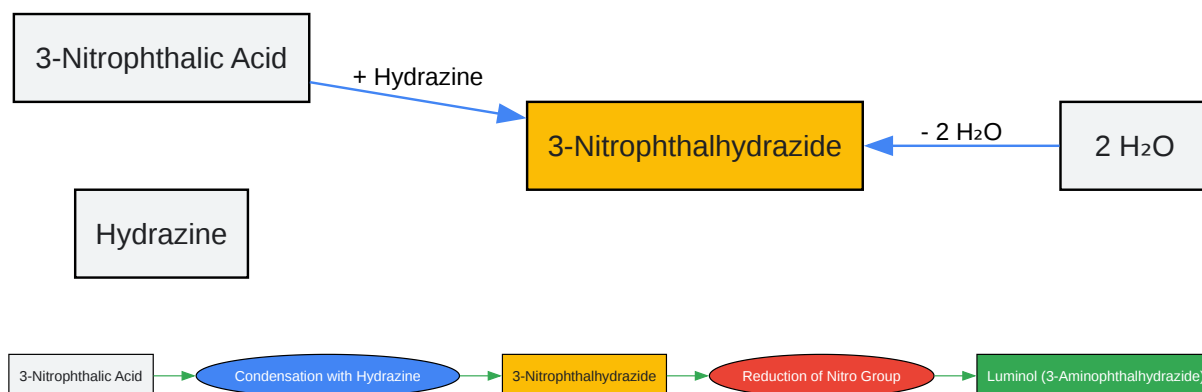 3-Nitrophthalic Acid
+ Hydrazine
3-Nitrophthalhydrazide
- 2 H₂O
2 H₂O
Hydrazine
3-Nitrophthalic Acid
Condensation with Hydrazine
3-Nitrophthalhydrazide
Reduction of Nitro Group
Luminol (3-Aminophthalhydrazide